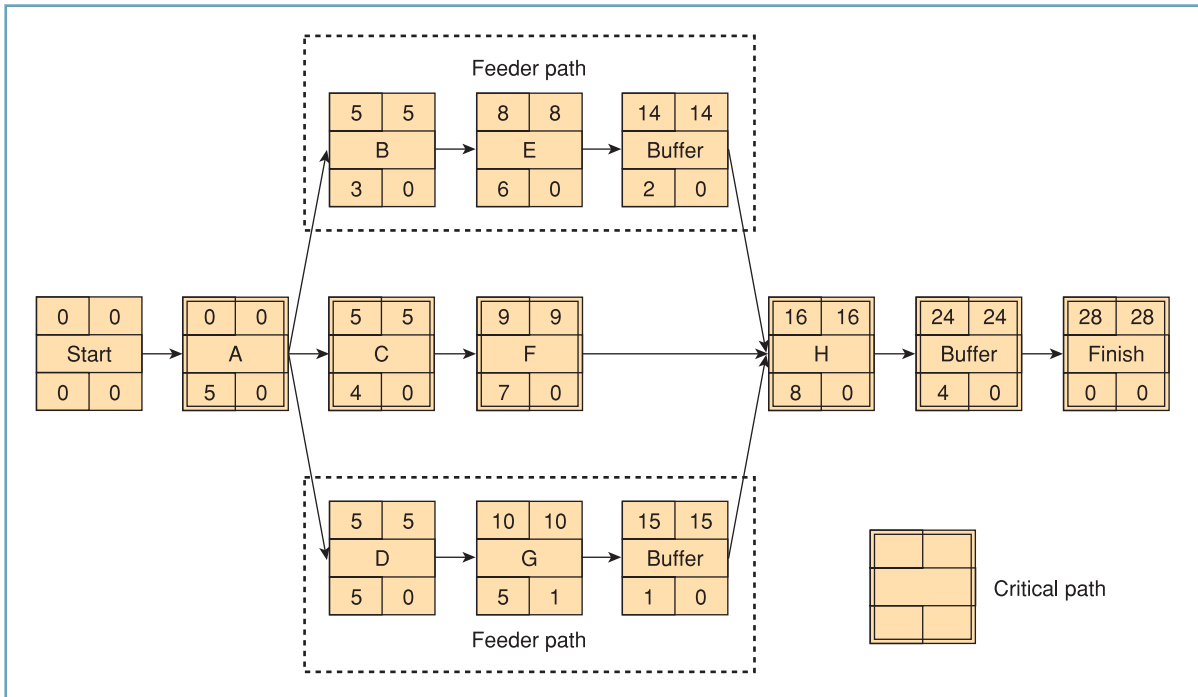 Feeder path
5 5 8 8 14 14
B E Buffer
3 0 6 0 2 0
0 0 0 0 5 5 9 9 16 16 24 24 28 28
Start A C F H Buffer Finish
0 0 5 0 4 0 7 0 8 0 4 0 0 0
5 5 10 10 15 15
D G Buffer
5 0 5 1 1 0
Critical path
Feeder path